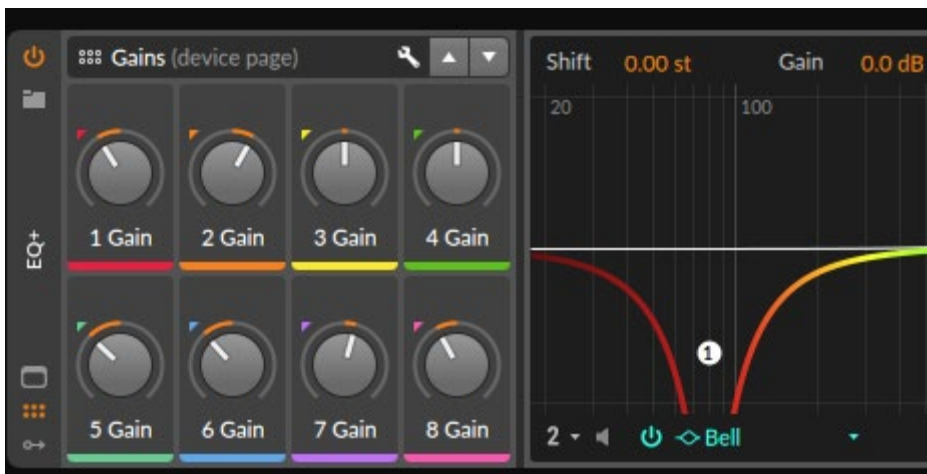 Gains (device page)
EQ+
1 Gain 2 Gain 3 Gain 4 Gain
5 Gain 6 Gain 7 Gain 8 Gain
Shift 0.00 st Gain 0.0 dB
20 100
1
2 Bell